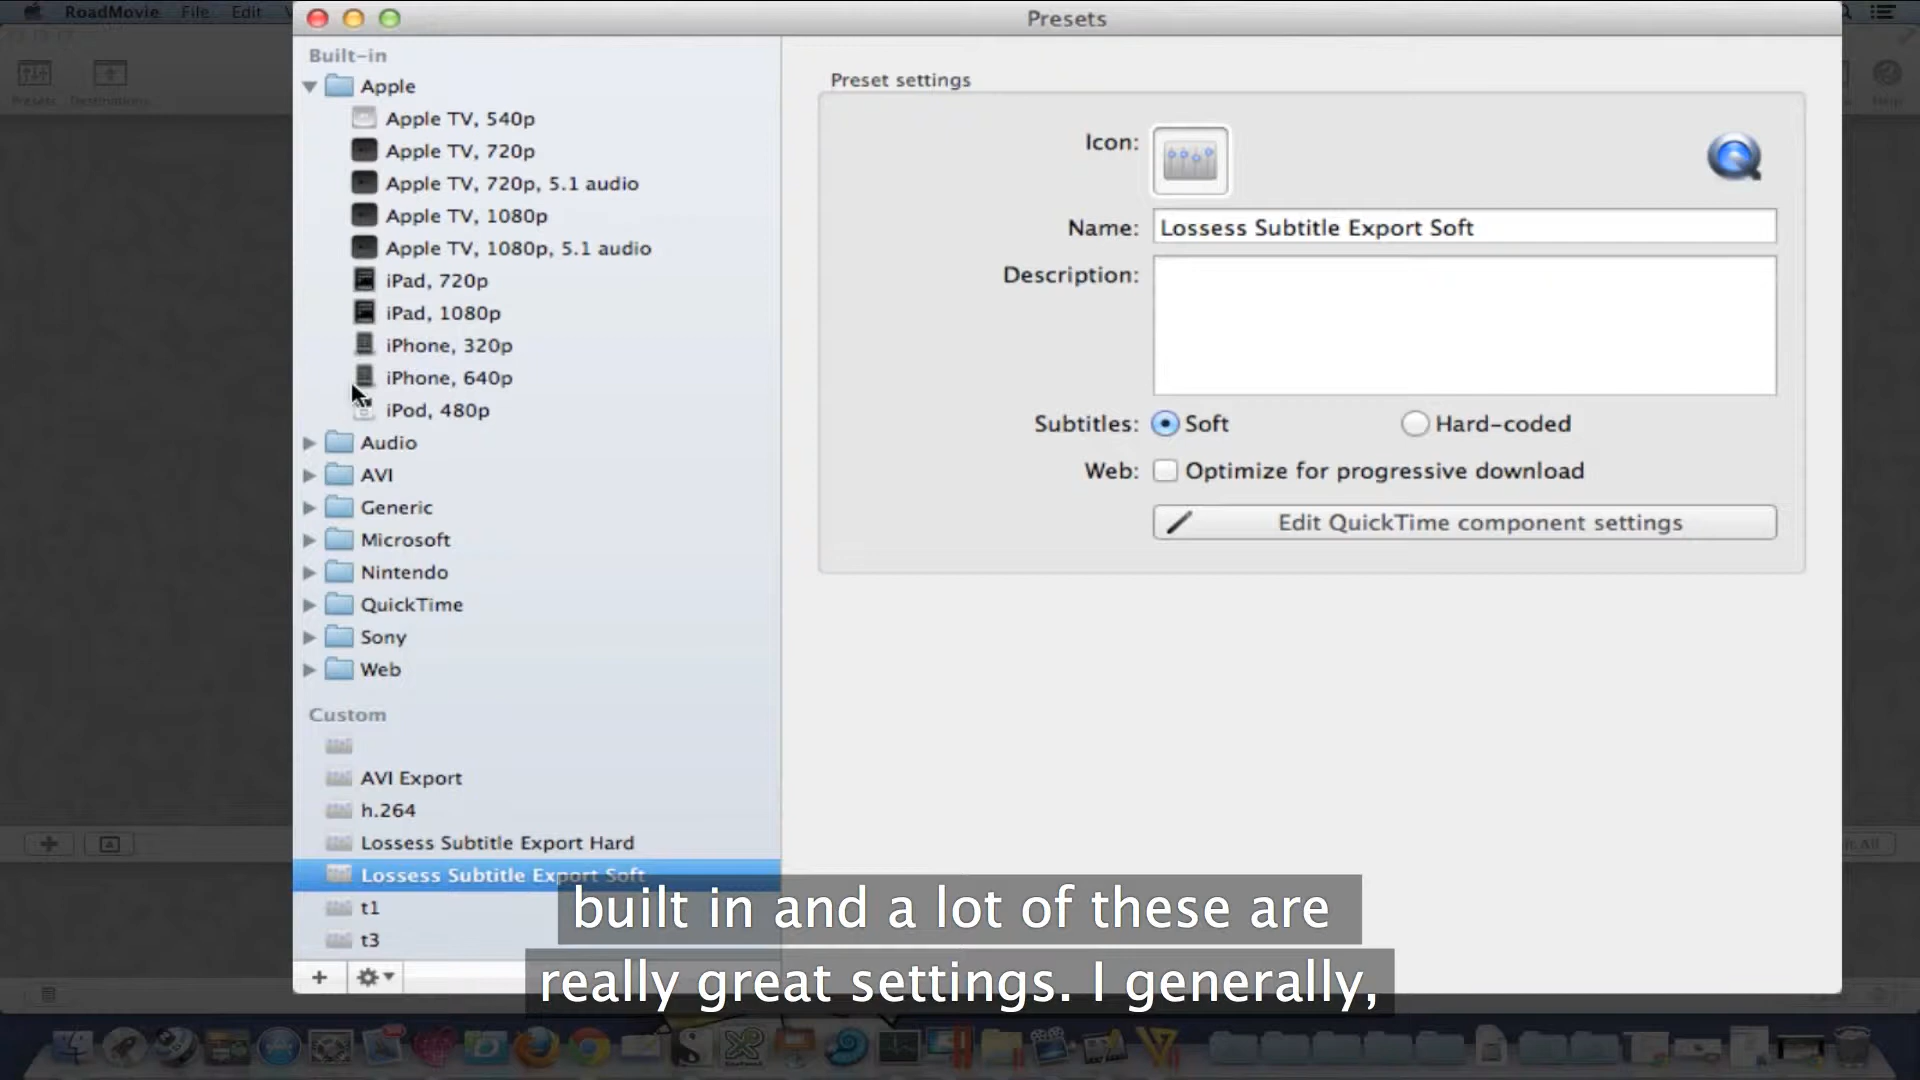 RoadMovie File Edit
Presets
Presets Destinations
Help
Built-in
Apple
Apple TV, 540p
Apple TV, 720p
Apple TV, 720p, 5.1 audio
Apple TV, 1080p
Apple TV, 1080p, 5.1 audio
iPad, 720p
iPad, 1080p
iPhone, 320p
iPhone, 640p
iPod, 480p
Audio
AVI
Generic
Microsoft
Nintendo
QuickTime
Sony
Web
Custom
AVI Export
h.264
Lossess Subtitle Export Hard
Lossess Subtitle Export Soft
t1
t3
Preset settings
Icon:
Name: Lossess Subtitle Export Soft
Description:
Subtitles: Soft Hard-coded
Web: Optimize for progressive download
Edit QuickTime component settings
All
built in and a lot of these are
really great settings. I generally,